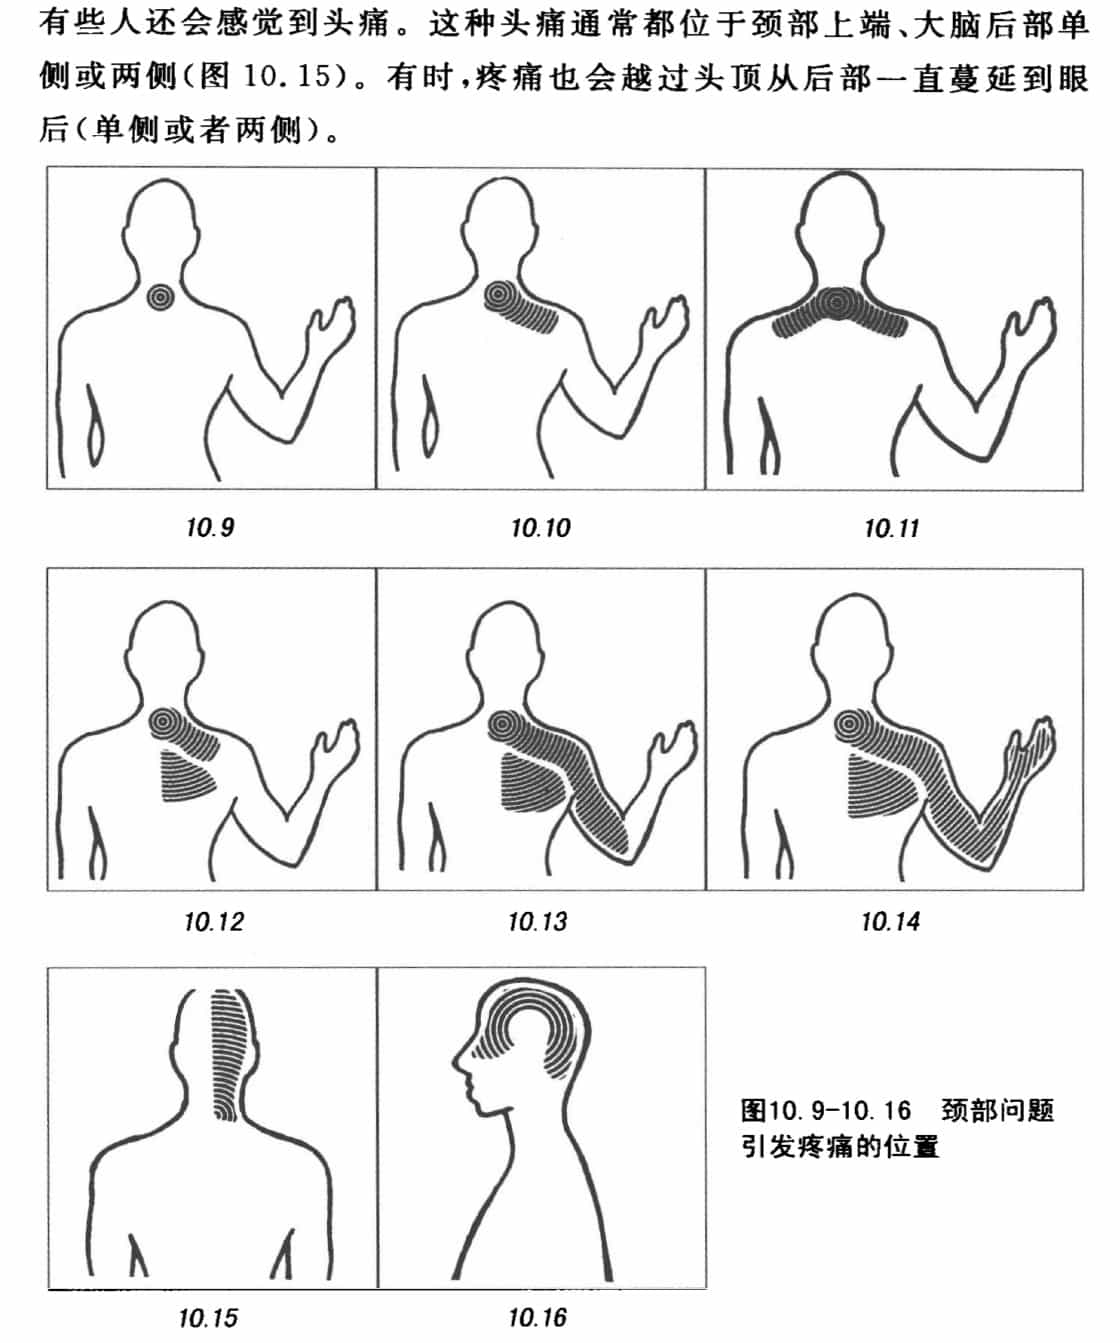 有些人还会感觉到头痛。这种头痛通常都位于颈部上端、大脑后部单
侧或两侧(图 10.15)。有时,疼痛也会越过头顶从后部一直蔓延到眼
后(单侧或者两侧)。
10.9
10.10
10.11
10.12
10.13
10.14
10.15
10.16
图10.9-10.16 颈部问题
引发疼痛的位置